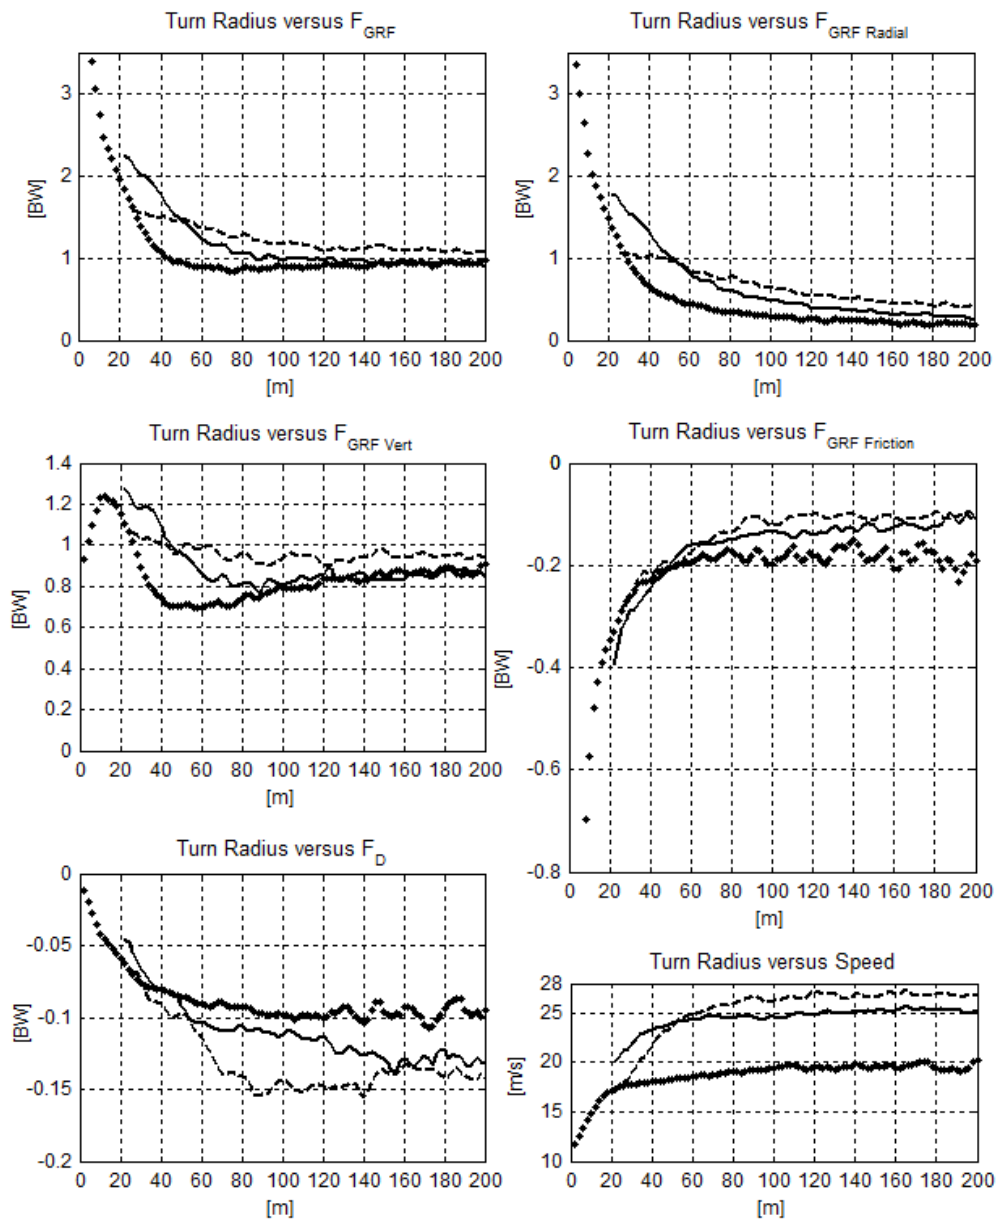 Turn Radius versus F GRF
3
2
1
0
[BW]
0 20 40 60 80 100 120 140 160 180 200
[m]
Turn Radius versus F GRF Radial
3
2
1
0
[BW]
0 20 40 60 80 100 120 140 160 180 200
[m]
Turn Radius versus F GRF Vert
1.4
1.2
1
0.8
0.6
0.4
0.2
0
[BW]
0 20 40 60 80 100 120 140 160 180 200
[m]
Turn Radius versus F GRF Friction
0
-0.2
-0.4
-0.6
-0.8
[BW]
0 20 40 60 80 100 120 140 160 180 200
[m]
Turn Radius versus F D
0
-0.05
-0.1
-0.15
-0.2
[BW]
0 20 40 60 80 100 120 140 160 180 200
[m]
Turn Radius versus Speed
28
25
20
15
10
[m/s]
0 20 40 60 80 100 120 140 160 180 200
[m]